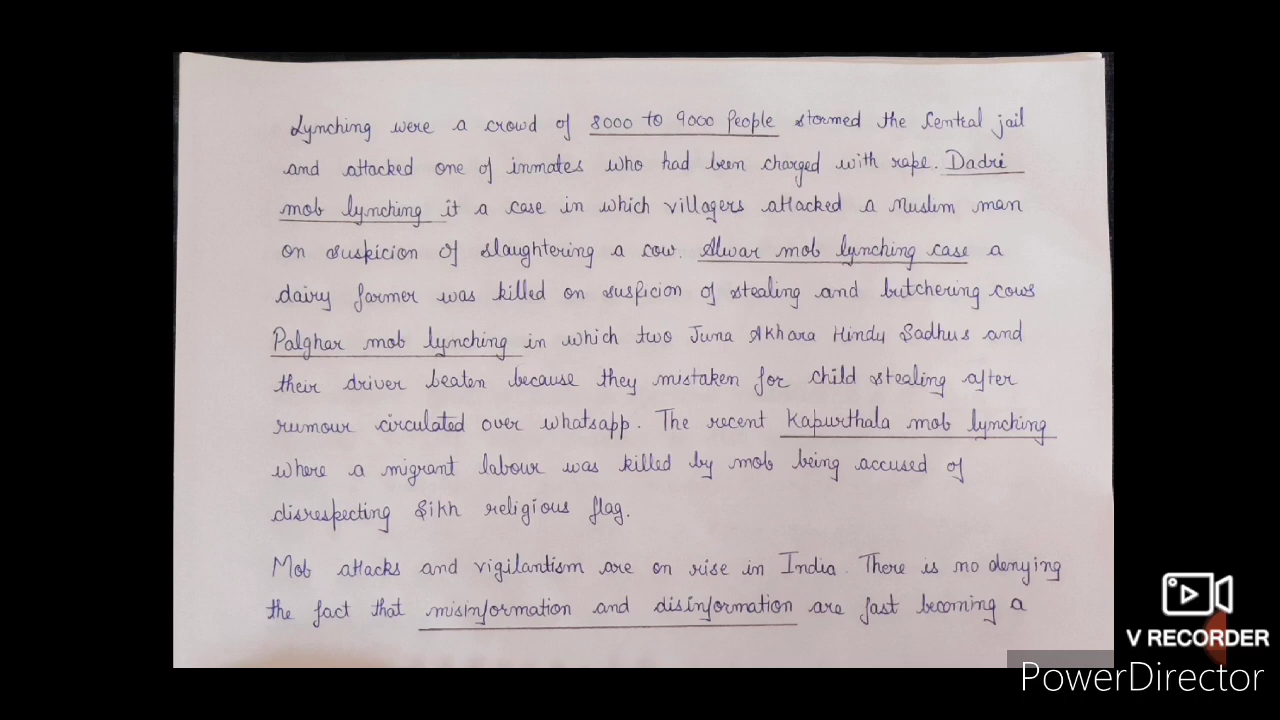 Lynching were a crowd of 8000 to 9000 People stormed the Central jail
and attacked one of inmates who had been charged with rape. Dadri
mob lynching it a case in which villagers attacked a Muslim man
on suspicion of slaughtering a cow. Alwar mob lynching case a
dairy farmer was killed on suspicion of stealing and butchering cows
Palghar mob lynching in which two Juna Akhara Hindu Sadhus and
their driver beaten because they mistaken for child stealing after
rumour circulated over whatsapp. The recent Kapurthala mob lynching
where a migrant labour was killed by mob being accused of
disrespecting Sikh religious flag.
Mob attacks and vigilantism are on rise in India. There is no denying
the fact that misinformation and disinformation are fast becoming a
V RECORDER
PowerDirector